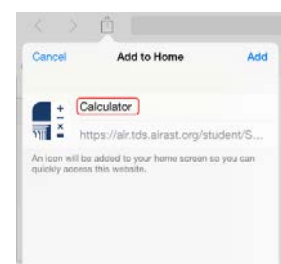 Cancel Add to Home Add
Calculator
https://air.tds.airast.org/student/S...
An icon will be added to your home screen so you can
quickly access this website.